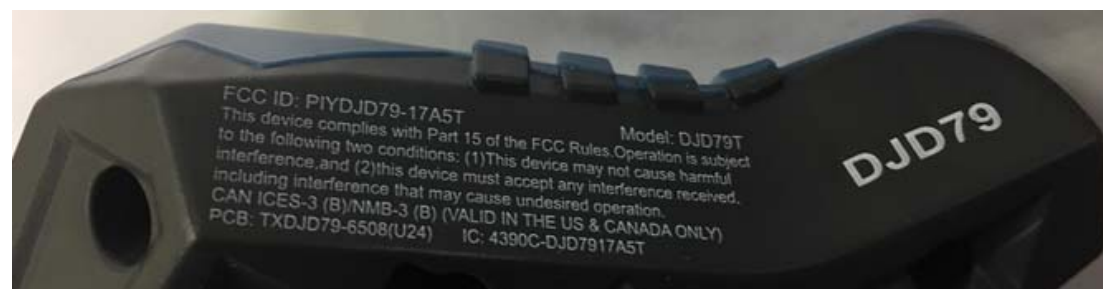 FCC ID: PIYDJD79-17A5T
Model: DJD79T
This device complies with Part 15 of the FCC Rules.Operation is subject
to the following two conditions: (1)This device may not cause harmful
interference,and (2)this device must accept any interference received.
including interference that may cause undesired operation.
CAN ICES-3 (B)/NMB-3 (B) (VALID IN THE US & CANADA ONLY)
PCB: TXDJD79-6508(U24) IC: 4390C-DJD7917A5T
DJD79